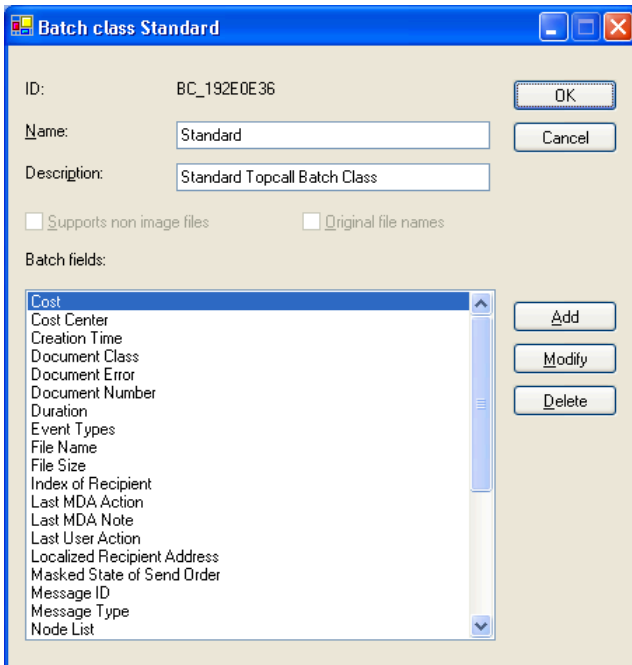 Batch class Standard
ID: BC_192E0E36
OK
Name: Standard
Cancel
Description: Standard Topcall Batch Class
Supports non image files Original file names
Batch fields:
Cost
Cost Center
Creation Time
Document Class
Document Error
Document Number
Duration
Event Types
File Name
File Size
Index of Recipient
Last MDA Action
Last MDA Note
Last User Action
Localized Recipient Address
Masked State of Send Order
Message ID
Message Type
Node List
Add
Modify
Delete